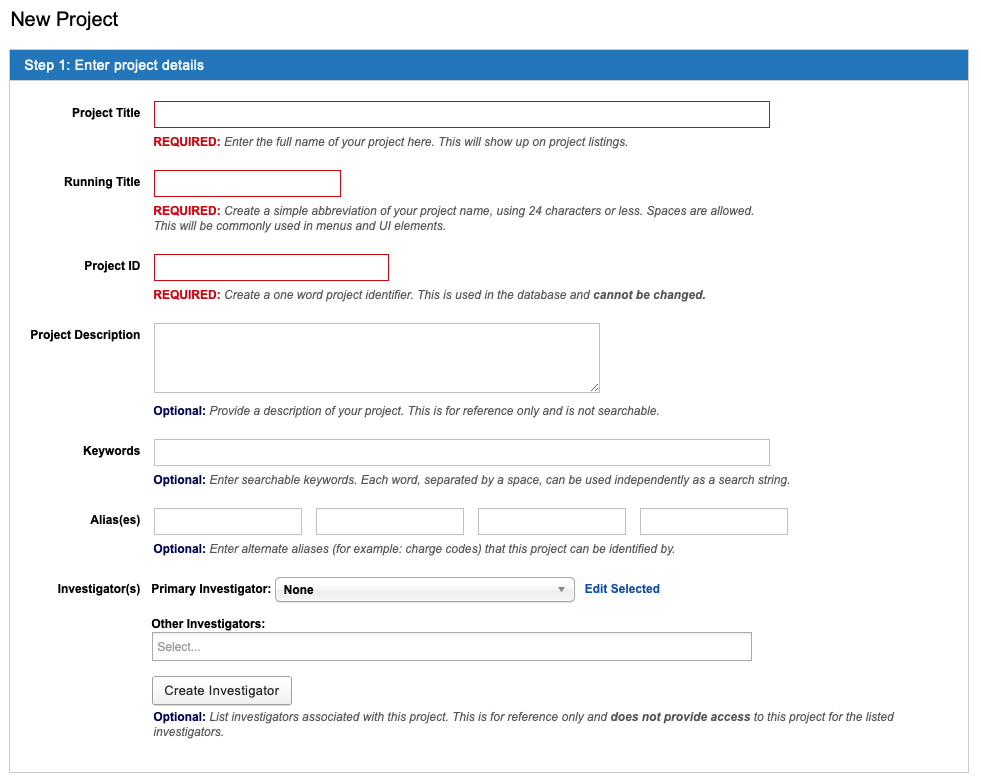 New Project
Step 1: Enter project details
Project Title
REQUIRED: Enter the full name of your project here. This will show up on project listings.
Running Title
REQUIRED: Create a simple abbreviation of your project name, using 24 characters or less. Spaces are allowed.
This will be commonly used in menus and UI elements.
Project ID
REQUIRED: Create a one word project identifier. This is used in the database and cannot be changed.
Project Description
Optional: Provide a description of your project. This is for reference only and is not searchable.
Keywords
Optional: Enter searchable keywords. Each word, separated by a space, can be used independently as a search string.
Alias(es)
Optional: Enter alternate aliases (for example: charge codes) that this project can be identified by.
Investigator(s) Primary Investigator: None Edit Selected
Other Investigators:
Select...
Create Investigator
Optional: List investigators associated with this project. This is for reference only and does not provide access to this project for the listed
investigators.